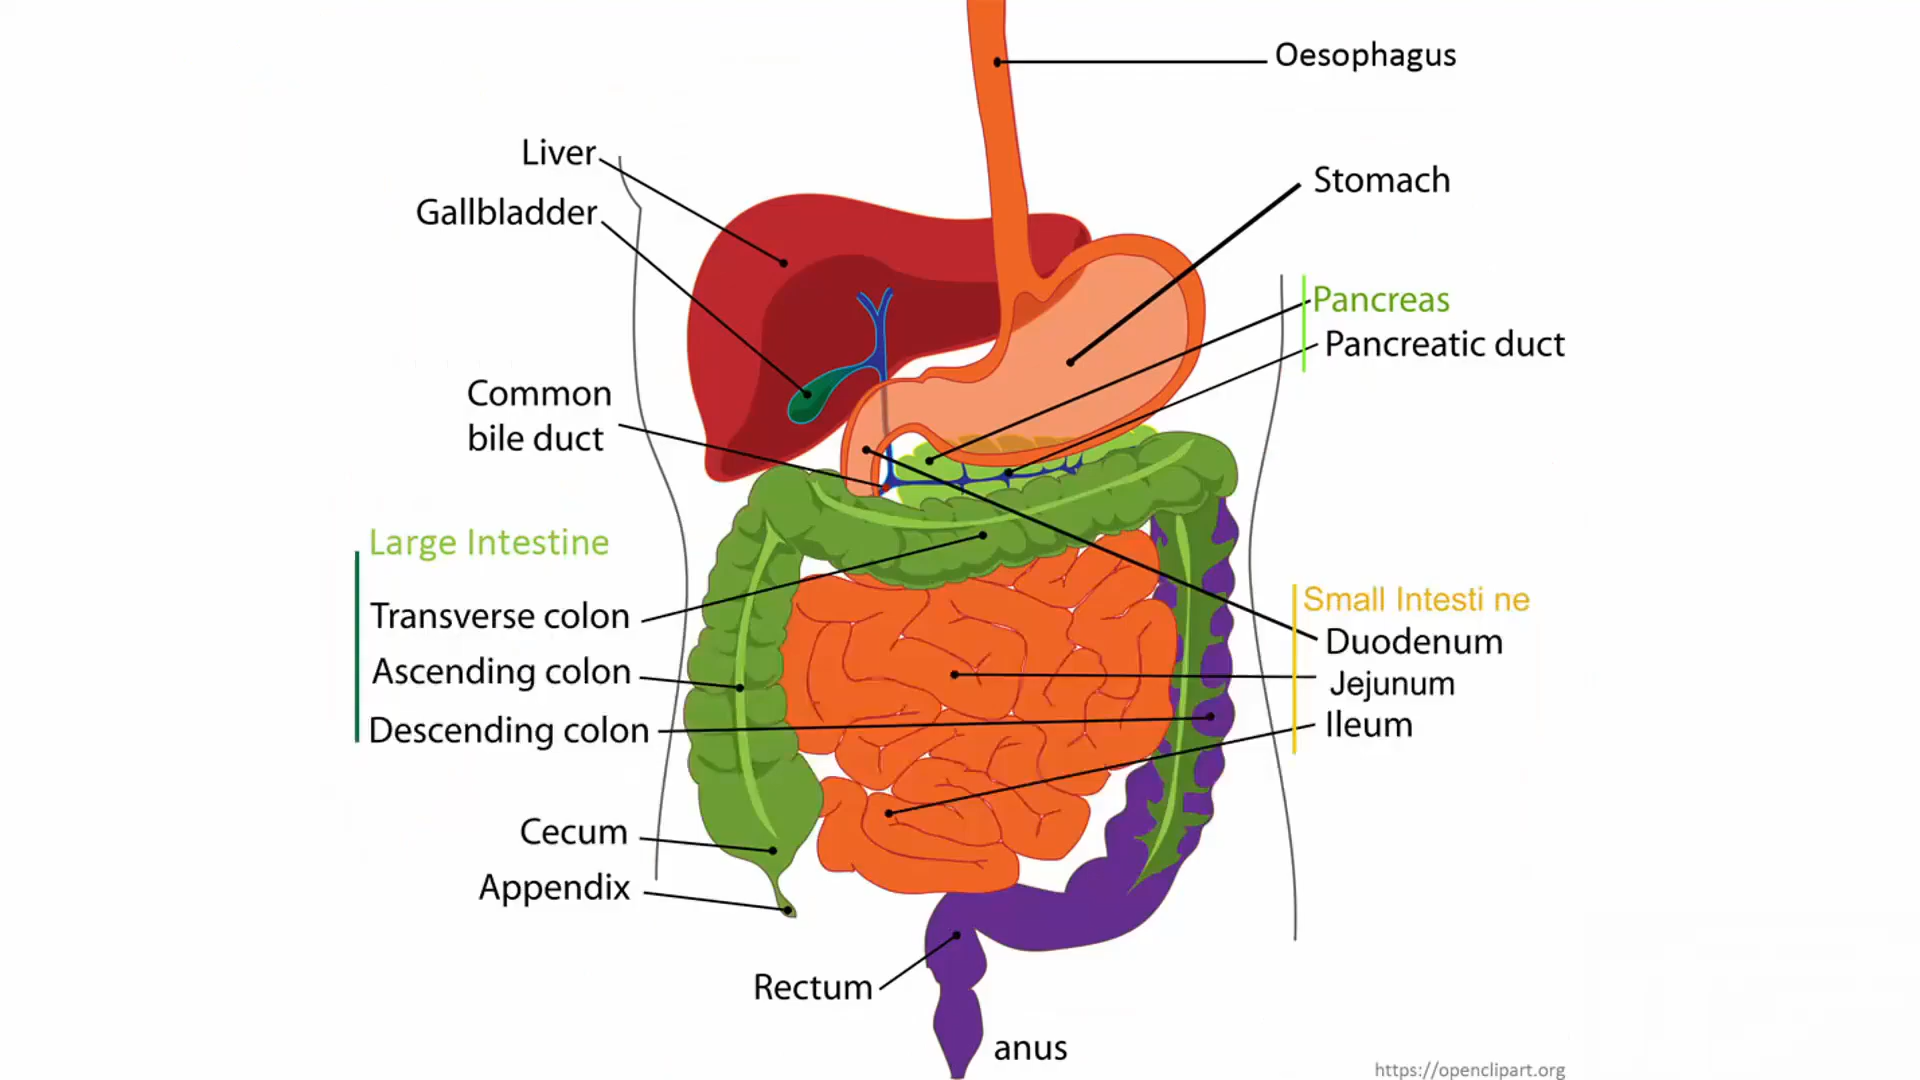 Oesophagus
Liver
Stomach
Gallbladder
Pancreas
Pancreatic duct
Common
bile duct
Large Intestine
Transverse colon
Ascending colon
Descending colon
Small Intesti ne
Duodenum
Jejunum
Ileum
Cecum
Appendix
Rectum
anus
https://openclipart.org